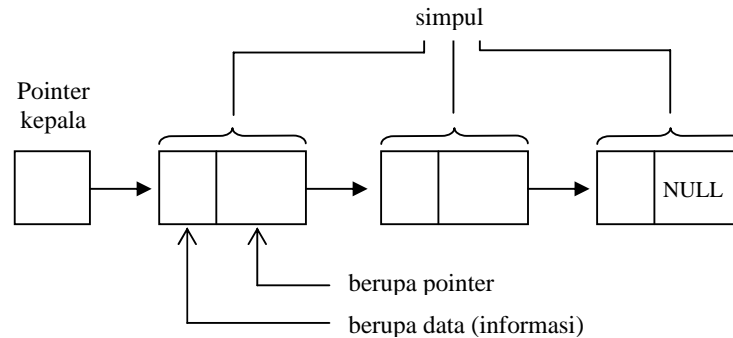 simpul
Pointer
kepala
NULL
berupa pointer
berupa data (informasi)